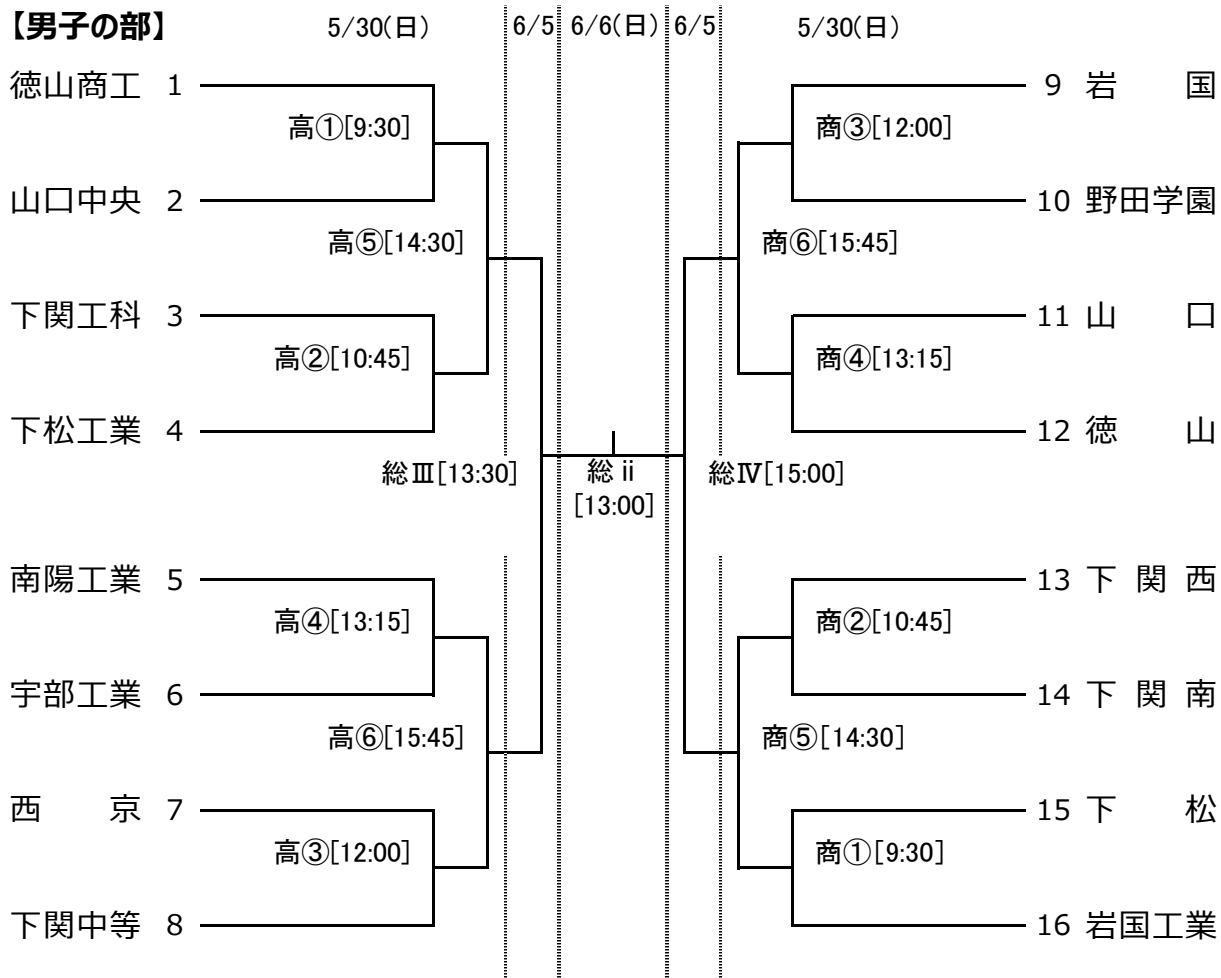 【男子の部】 5/30(日) 6/5 6/6(日) 6/5 5/30(日)
徳山商工 1 9 岩 国
高①[9:30] 商③[12:00]
山口中央 2 10 野田学園
高⑤[14:30] 商⑥[15:45]
下関工科 3 11 山 口
高②[10:45] 商④[13:15]
下松工業 4 12 徳 山
総Ⅲ[13:30] 総ⅱ 総Ⅳ[15:00]
[13:00]
南陽工業 5 13 下 関 西
高④[13:15] 商②[10:45]
宇部工業 6 14 下 関 南
高⑥[15:45] 商⑤[14:30]
西 京 7 15 下 松
高③[12:00] 商①[9:30]
下関中等 8 16 岩国工業